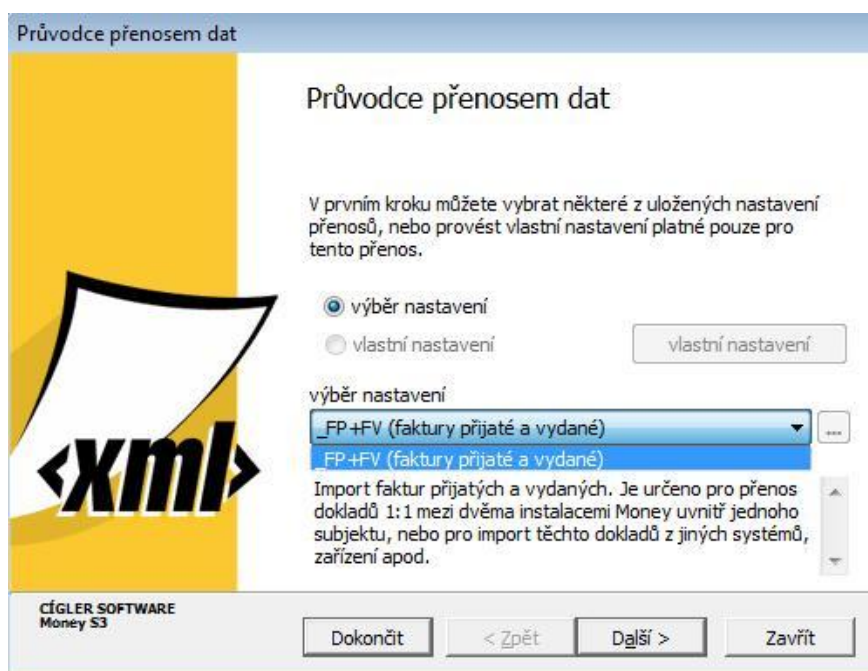 Průvodce přenosem dat
Průvodce přenosem dat
V prvním kroku můžete vybrat některé z uložených nastavení
přenosů, nebo provést vlastní nastavení platné pouze pro
tento přenos.
výběr nastavení
vlastní nastavení
vlastní nastavení
výběr nastavení
_FP+FV (faktury přijaté a vydané)
...
_FP+FV (faktury přijaté a vydané)
Import faktur přijatých a vydaných. Je určeno pro přenos
dokladů 1:1 mezi dvěma instalacemi Money uvnitř jednoho
subjektu, nebo pro import těchto dokladů z jiných systémů,
zařízení apod.
<xml>
CÍGLER SOFTWARE
Money S3
Dokončit
< Zpět
Další >
Zavřít